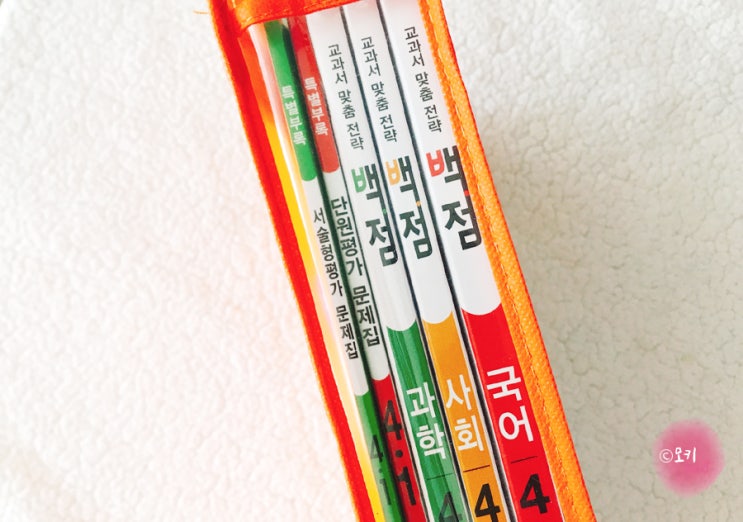 특별부록
서술형평가 문제집
4·1
특별부록
단원평가 문제집
4·1
교과서 맞춤 전략
백점
과학
4
교과서 맞춤 전략
백점
사회
4
교과서 맞춤 전략
백점
국어
4
©모키